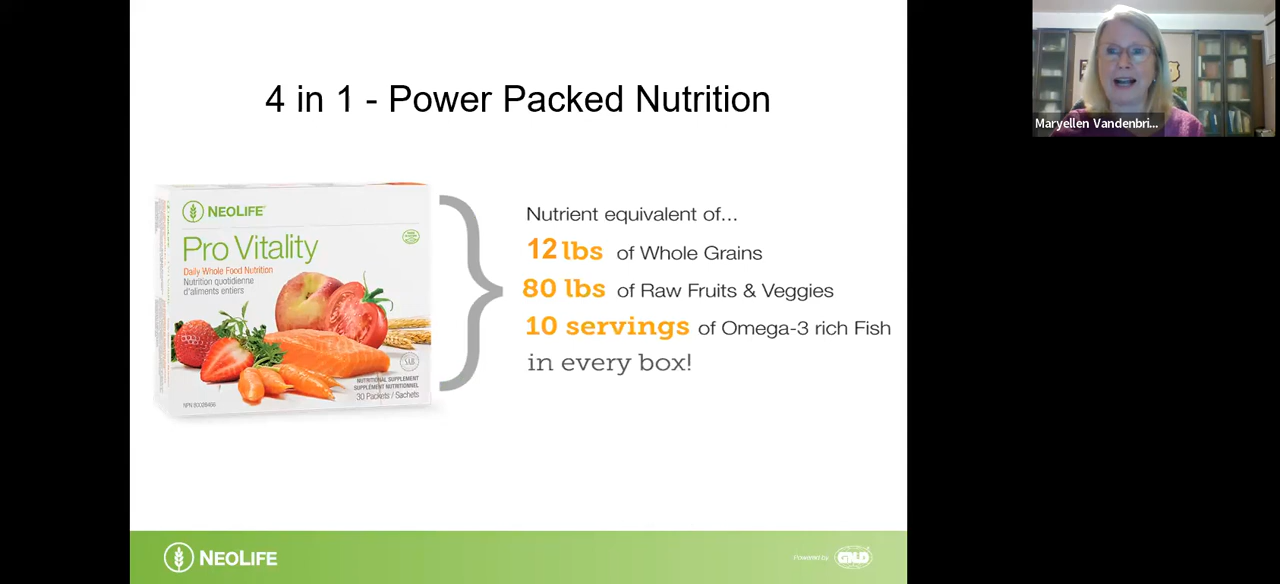 4 in 1 - Power Packed Nutrition
Maryellen Vandenbri...
NEOLIFE
Pro Vitality
Daily Whole Food Nutrition
Nutrition quotidienne
d'aliments entiers
NUTRITIONAL SUPPLEMENT
SUPPLÉMENT NUTRITIONNEL
30 Packets / Sachets
SAB
Nutrient equivalent of...
12 lbs of Whole Grains
80 lbs of Raw Fruits & Veggies
10 servings of Omega-3 rich Fish
in every box!
NEOLIFE
Powered by
GNLD